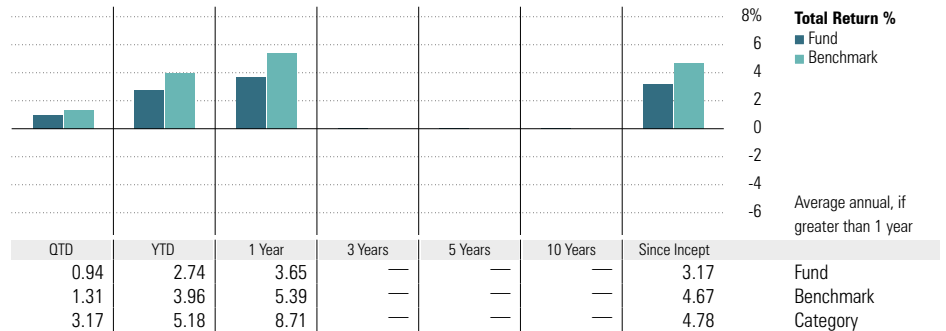 8%
6
4
2
0
-2
-4
-6
Total Return %
Fund
Benchmark
Average annual, if
greater than 1 year
QTD YTD 1 Year 3 Years 5 Years 10 Years Since Incept
0.94 2.74 3.65 — — — 3.17 Fund
1.31 3.96 5.39 — — — 4.67 Benchmark
3.17 5.18 8.71 — — — 4.78 Category